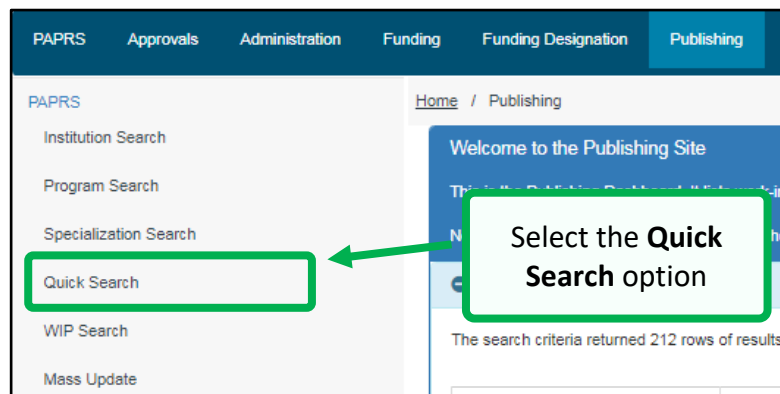 PAPRS Approvals Administration Funding Funding Designation Publishing
PAPRS
Institution Search
Program Search
Specialization Search
Quick Search
WIP Search
Mass Update
Home / Publishing
Welcome to the Publishing Site
Select the Quick
Search option
The search criteria returned 212 rows of results